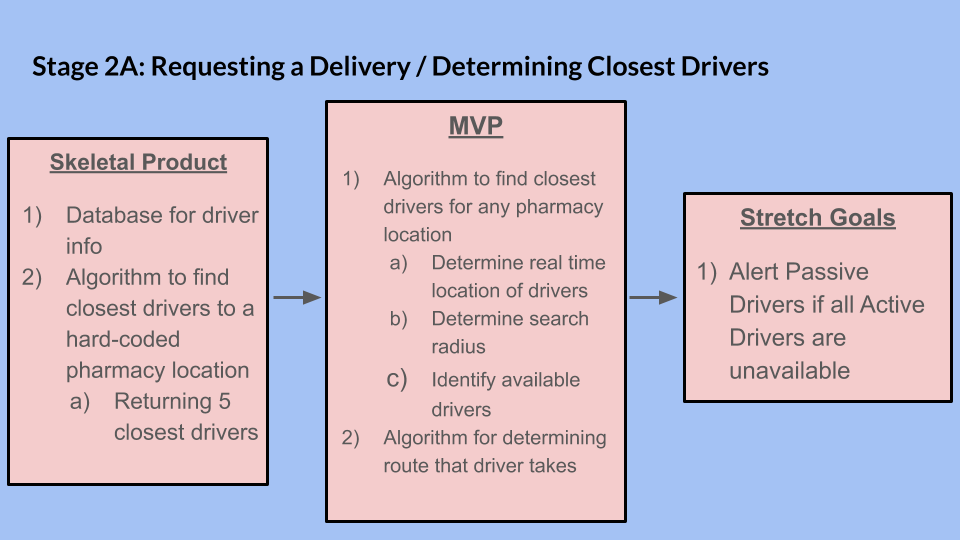 Stage 2A: Requesting a Delivery / Determining Closest Drivers
Skeletal Product
1) Database for driver
info
2) Algorithm to find
closest drivers to a
hard-coded
pharmacy location
a) Returning 5
closest drivers
MVP
1) Algorithm to find closest
drivers for any pharmacy
location
a) Determine real time
location of drivers
b) Determine search
radius
c) Identify available
drivers
2) Algorithm for determining
route that driver takes
Stretch Goals
1) Alert Passive
Drivers if all Active
Drivers are
unavailable